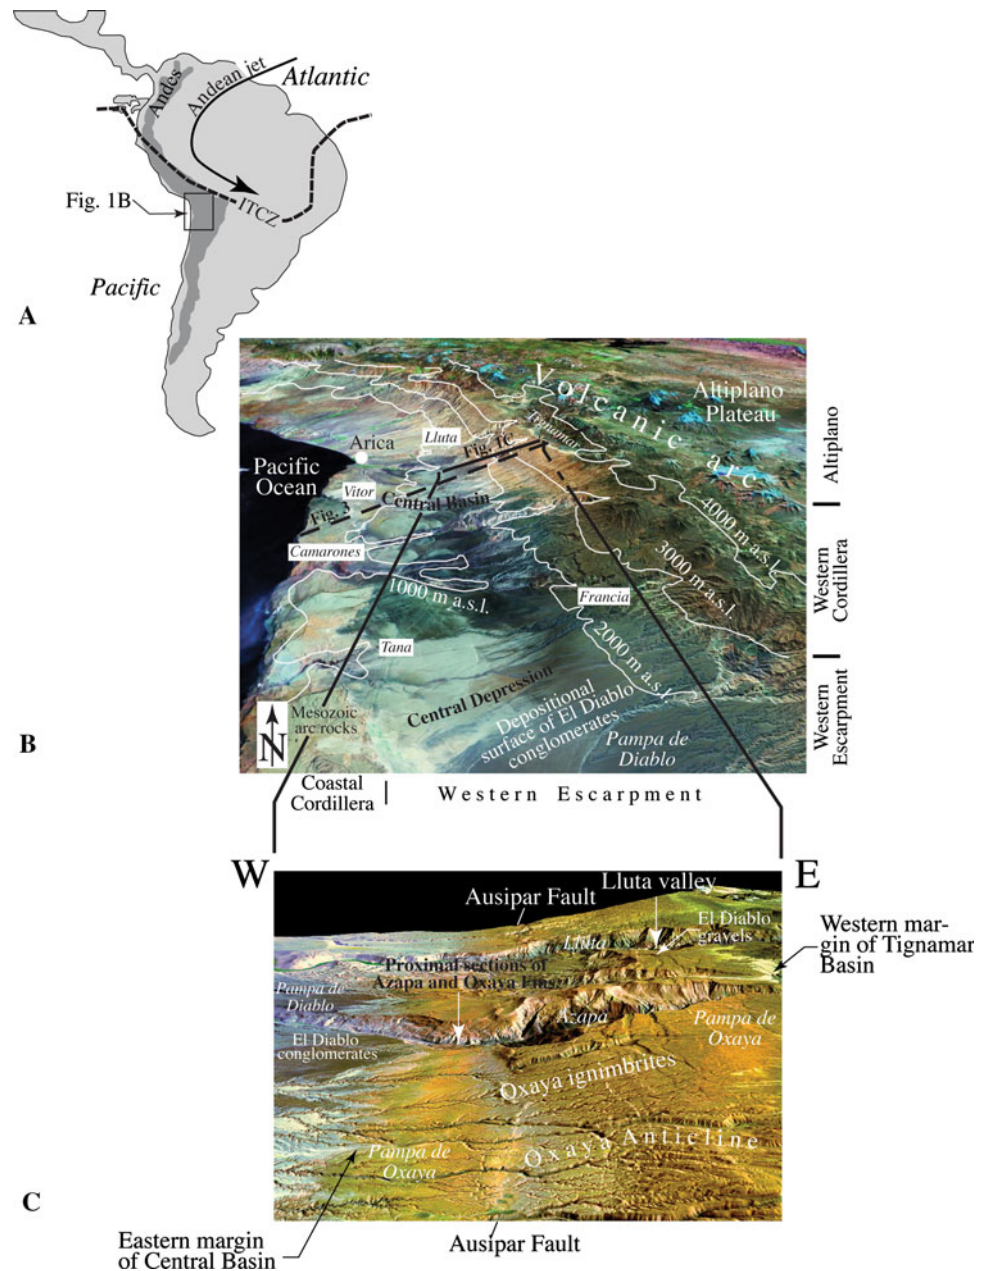 Andes
Andean jet
Atlantic
Fig. 1B
ITCZ
Pacific
A
Volcanic arc
Altiplano
Plateau
Tignamar
Lluta
Fig. 1C
Arica
Pacific
Ocean
Vitor
Central Basin
Fig. 3
4000 m a.s.l.
Camarones
3000 m a.s.l.
1000 m a.s.l.
Francia
2000 m a.s.l.
Tana
Central Depression
Depositional
surface of El Diablo
conglomerates
Pampa de
Diablo
Mesozoic
arc rocks
N
Altiplano
Western
Cordillera
Western
Escarpment
B
Coastal
Cordillera
Western Escarpment
W
E
Lluta valley
Ausipar Fault
El Diablo
gravels
Lluta
Western mar-
gin of Tignamar
Basin
Proximal sections of
Azapa and Oxaya Fms.
Pampa de
Diablo
Azapa
Pampa de
Oxaya
El Diablo
conglomerates
Oxaya ignimbrites
Oxaya Anticline
Pampa de
Oxaya
C
Eastern margin
of Central Basin
Ausipar Fault